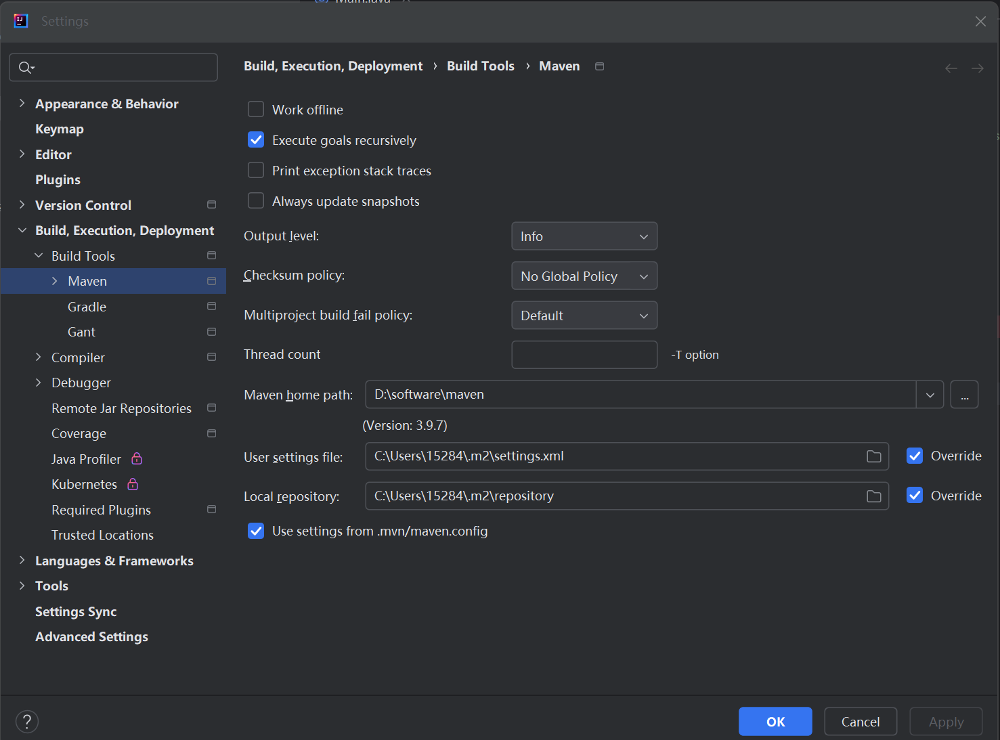 Main.java
Settings
Build, Execution, Deployment › Build Tools › Maven
Appearance & Behavior
Keymap
Editor
Plugins
Version Control
Build, Execution, Deployment
Build Tools
Maven
Gradle
Gant
Compiler
Debugger
Remote Jar Repositories
Coverage
Java Profiler
Kubernetes
Required Plugins
Trusted Locations
Languages & Frameworks
Tools
Settings Sync
Advanced Settings
Work offline
Execute goals recursively
Print exception stack traces
Always update snapshots
Output level: Info
Checksum policy: No Global Policy
Multiproject build fail policy: Default
Thread count -T option
Maven home path: D:\software\maven ...
(Version: 3.9.7)
User settings file: C:\Users\15284\.m2\settings.xml Override
Local repository: C:\Users\15284\.m2\repository Override
Use settings from .mvn/maven.config
? OK Cancel Apply